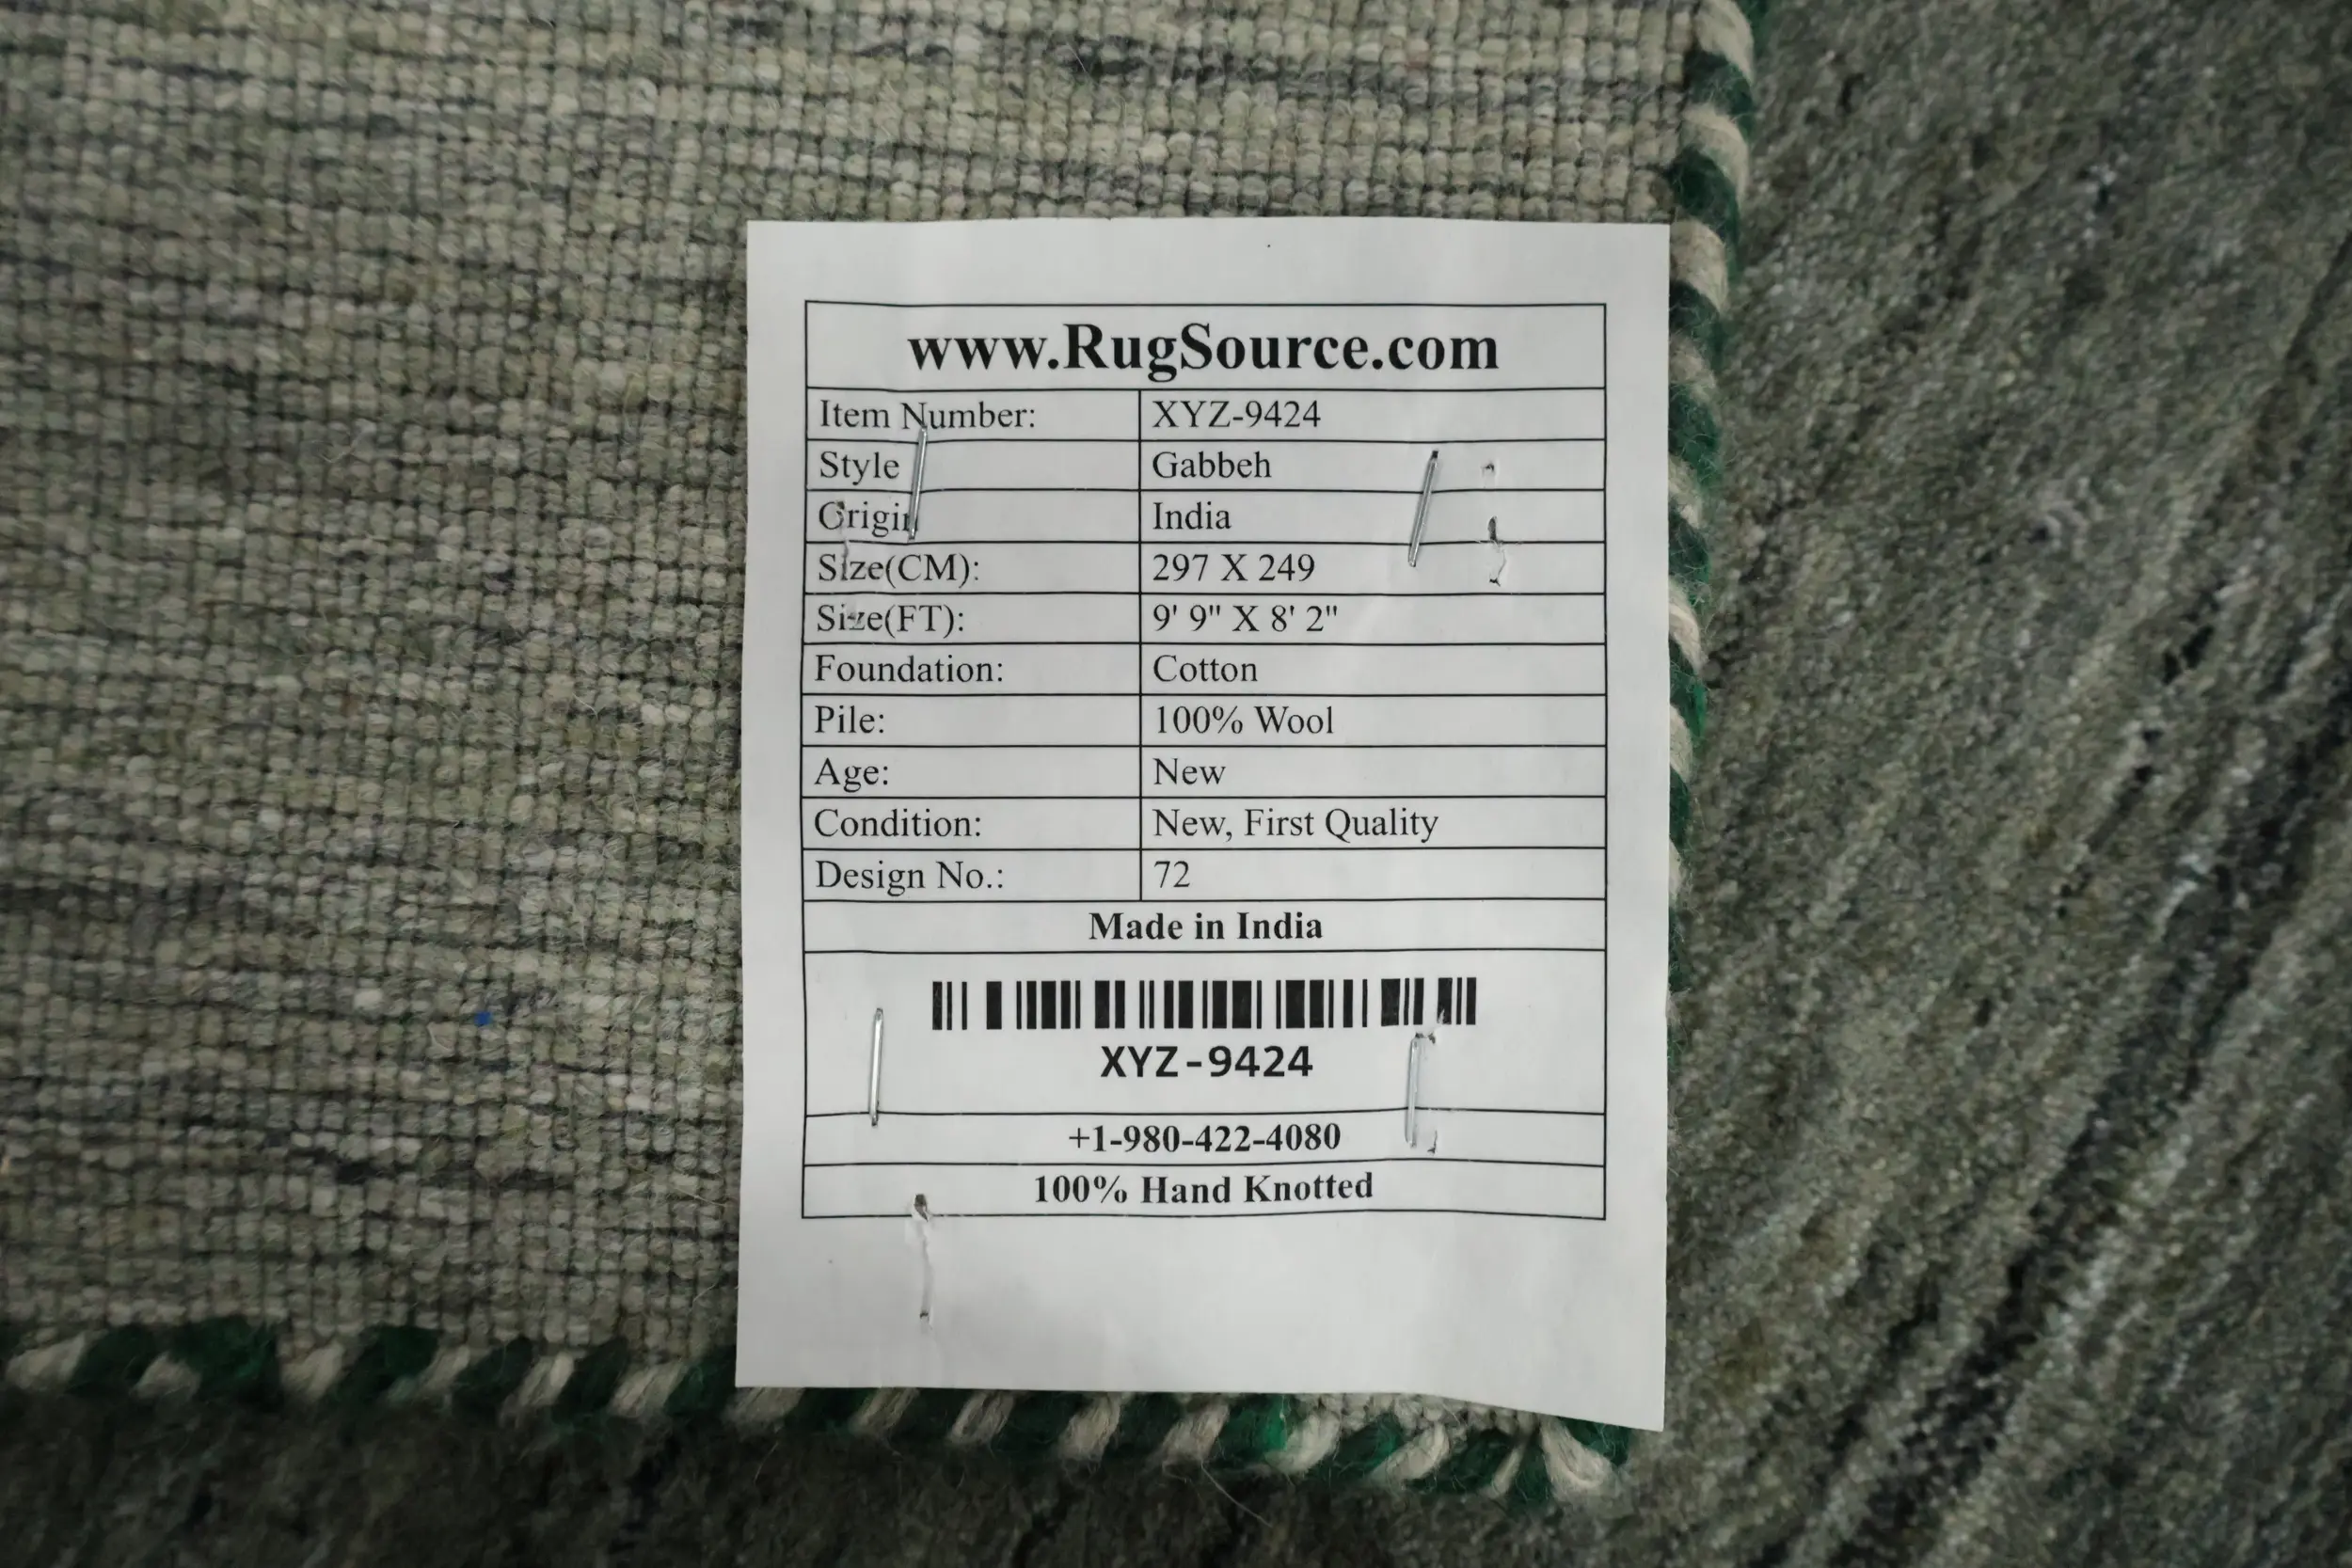 www.RugSource.com
Item Number: XYZ-9424
Style Gabbeh
Origin India
Size(CM): 297 X 249
Size(FT): 9' 9" X 8' 2"
Foundation: Cotton
Pile: 100% Wool
Age: New
Condition: New, First Quality
Design No.: 72
Made in India
XYZ-9424
+1-980-422-4080
100% Hand Knotted